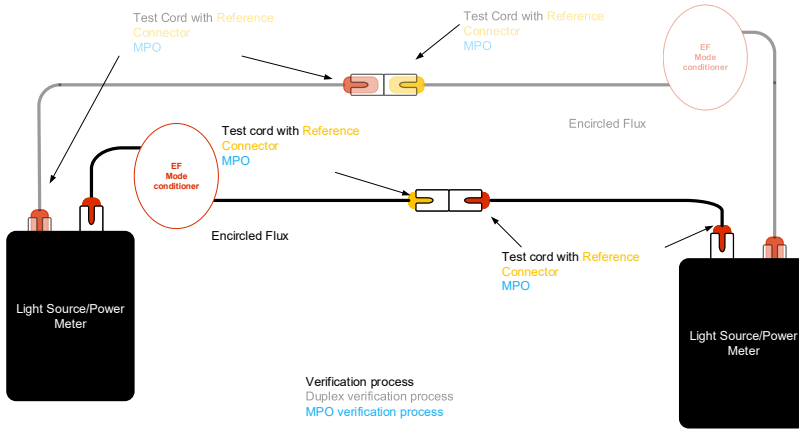 Test Cord with Reference
Connector
MPO
Test Cord with Reference
Connector
MPO
EF
Mode
conditioner
Encircled Flux
Test cord with Reference
Connector
MPO
EF
Mode
conditioner
Encircled Flux
Test cord with Reference
Connector
MPO
Light Source/Power
Meter
Light Source/Power
Meter
Verification process
Duplex verification process
MPO verification process